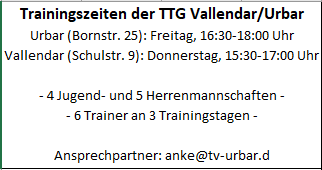 Trainingszeiten der TTG Vallendar/Urbar
Urbar (Bornstr. 25): Freitag, 16:30-18:00 Uhr
Vallendar (Schulstr. 9): Donnerstag, 15:30-17:00 Uhr
- 4 Jugend- und 5 Herrenmannschaften -
- 6 Trainer an 3 Trainingstagen -
Ansprechpartner: anke@tv-urbar.d